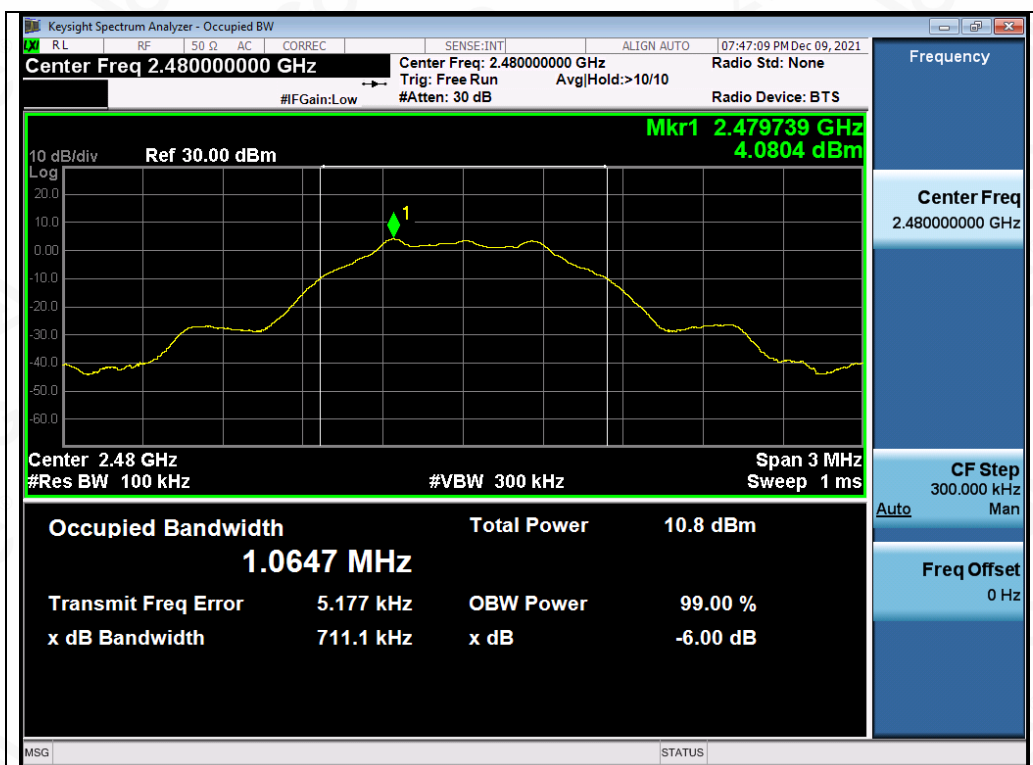 Keysight Spectrum Analyzer - Occupied BW
LXI RL RF 50 Ω AC CORREC SENSE:INT ALIGN AUTO 07:47:09 PM Dec 09, 2021
Center Freq 2.480000000 GHz
Center Freq: 2.480000000 GHz
Radio Std: None
Trig: Free Run Avg|Hold:>10/10
#IFGain:Low
#Atten: 30 dB
Radio Device: BTS
Frequency
Mkr1 2.479739 GHz
4.0804 dBm
10 dB/div Ref 30.00 dBm
Log
20.0
10.0
0.00
-10.0
-20.0
-30.0
-40.0
-50.0
-60.0
1
Center 2.48 GHz Span 3 MHz
#Res BW 100 kHz #VBW 300 kHz Sweep 1 ms
Occupied Bandwidth
1.0647 MHz
Total Power 10.8 dBm
Transmit Freq Error 5.177 kHz OBW Power 99.00 %
x dB Bandwidth 711.1 kHz x dB -6.00 dB
Center Freq
2.480000000 GHz
CF Step
300.000 kHz
Auto Man
Freq Offset
0 Hz
MSG STATUS